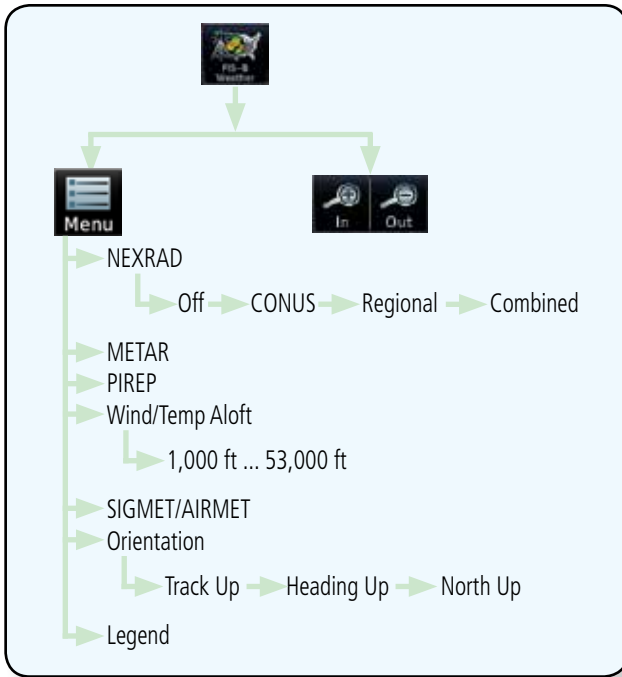 FIS-B
Weather
Menu
In Out
NEXRAD
Off CONUS Regional Combined
METAR
PIREP
Wind/Temp Aloft
1,000 ft ... 53,000 ft
SIGMET/AIRMET
Orientation
Track Up Heading Up North Up
Legend